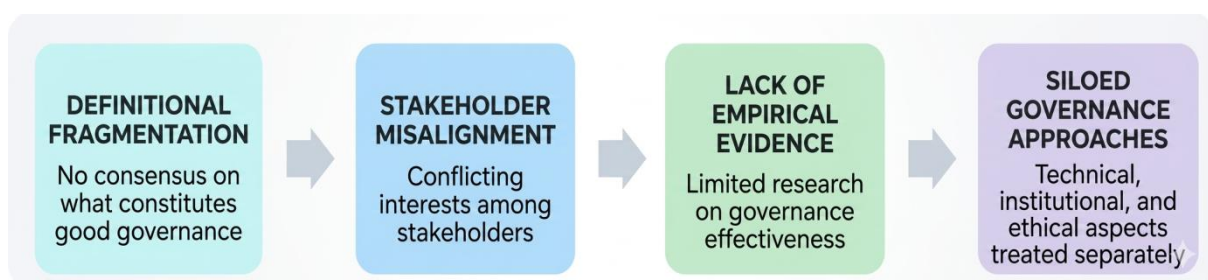 DEFINITIONAL
FRAGMENTATION
No consensus on
what constitutes
good governance
STAKEHOLDER
MISALIGNMENT
Conflicting
interests among
stakeholders
LACK OF
EMPIRICAL
EVIDENCE
Limited research
on governance
effectiveness
SILOED
GOVERNANCE
APPROACHES
Technical,
institutional, and
ethical aspects
treated separately